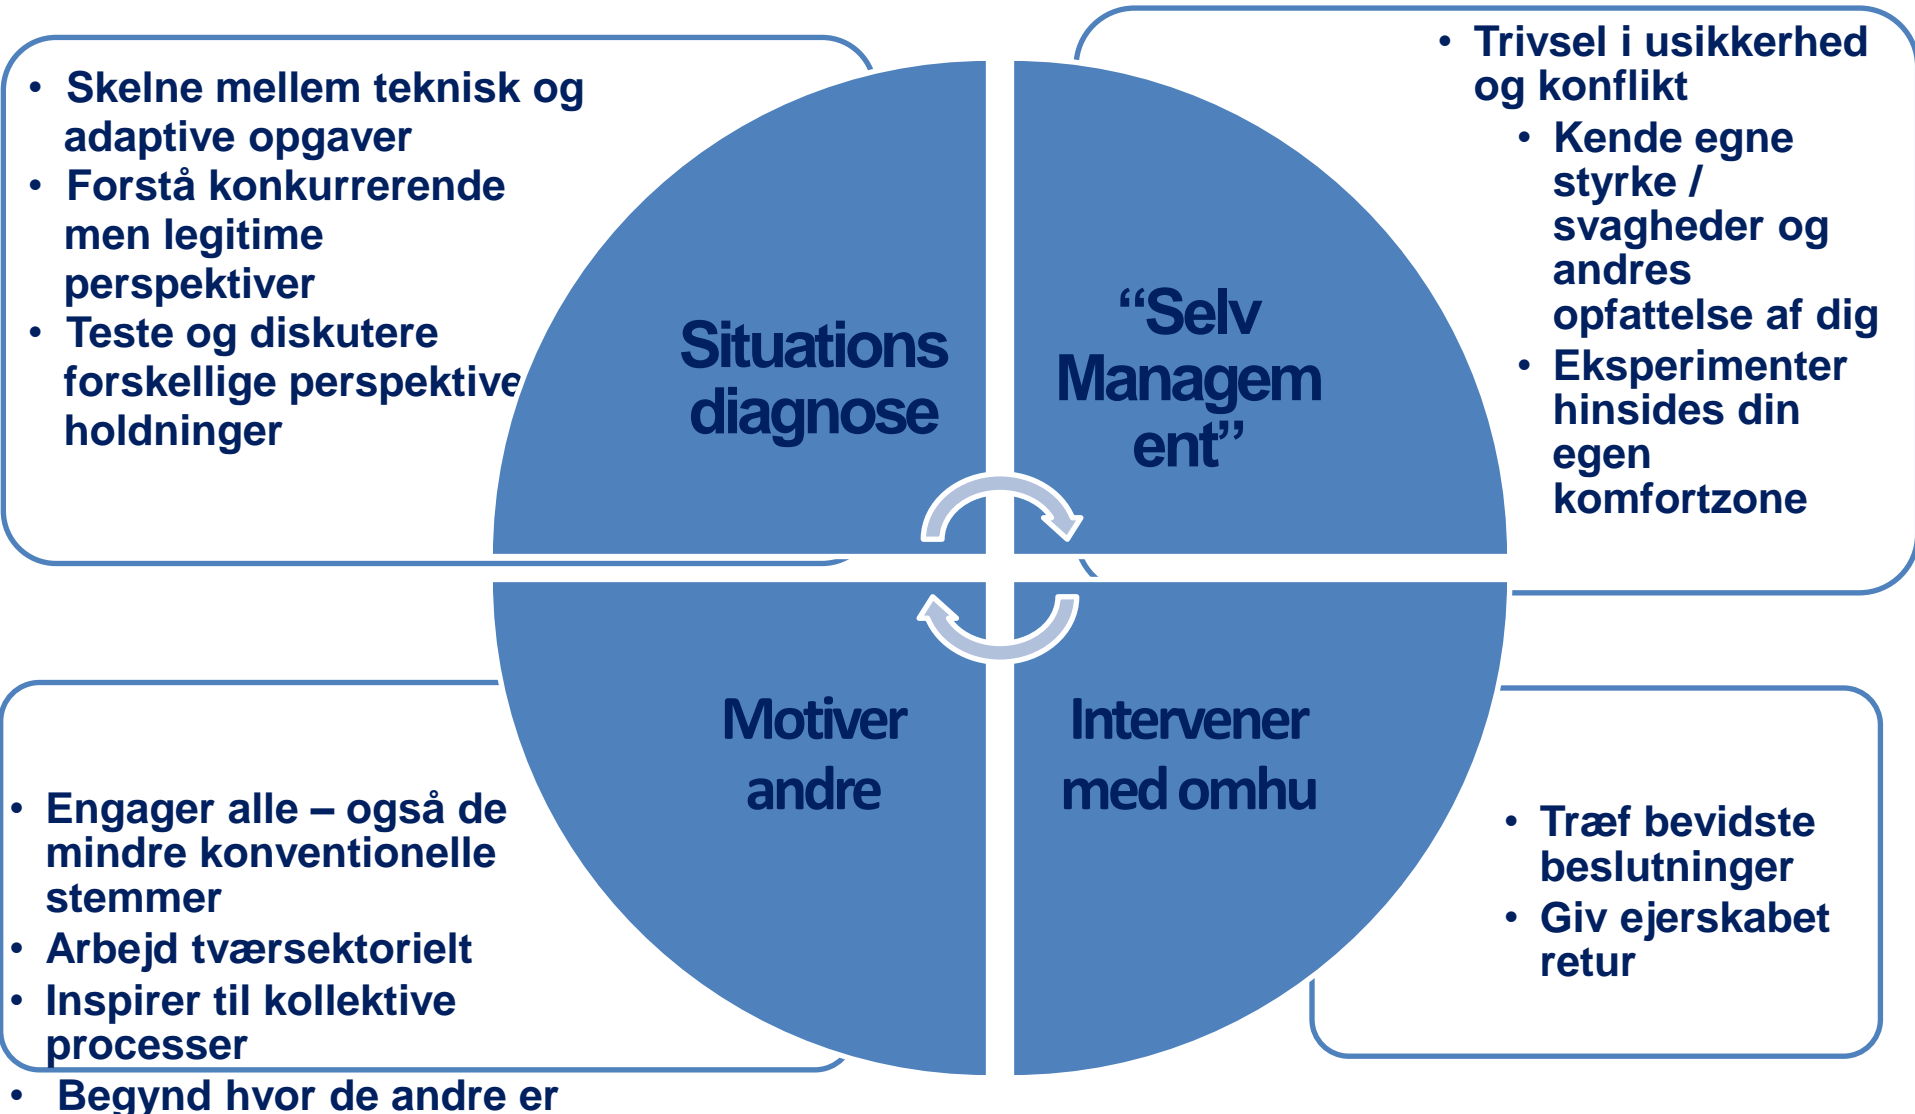 • Skelne mellem teknisk og
adaptive opgaver
• Forstå konkurrerende
men legitime
perspektiver
• Teste og diskutere
forskellige perspektive
holdninger
Situations
diagnose
“Selv
Managem
ent”
• Trivsel i usikkerhed
og konflikt
• Kende egne
styrke /
svagheder og
andres
opfattelse af dig
• Eksperimenter
hinsides din
egen
komfortzone
Motiver
andre
Intervener
med omhu
• Engager alle – også de
mindre konventionelle
stemmer
• Arbejd tværsektorielt
• Inspirer til kollektive
processer
• Begynd hvor de andre er
• Træf bevidste
beslutninger
• Giv ejerskabet
retur